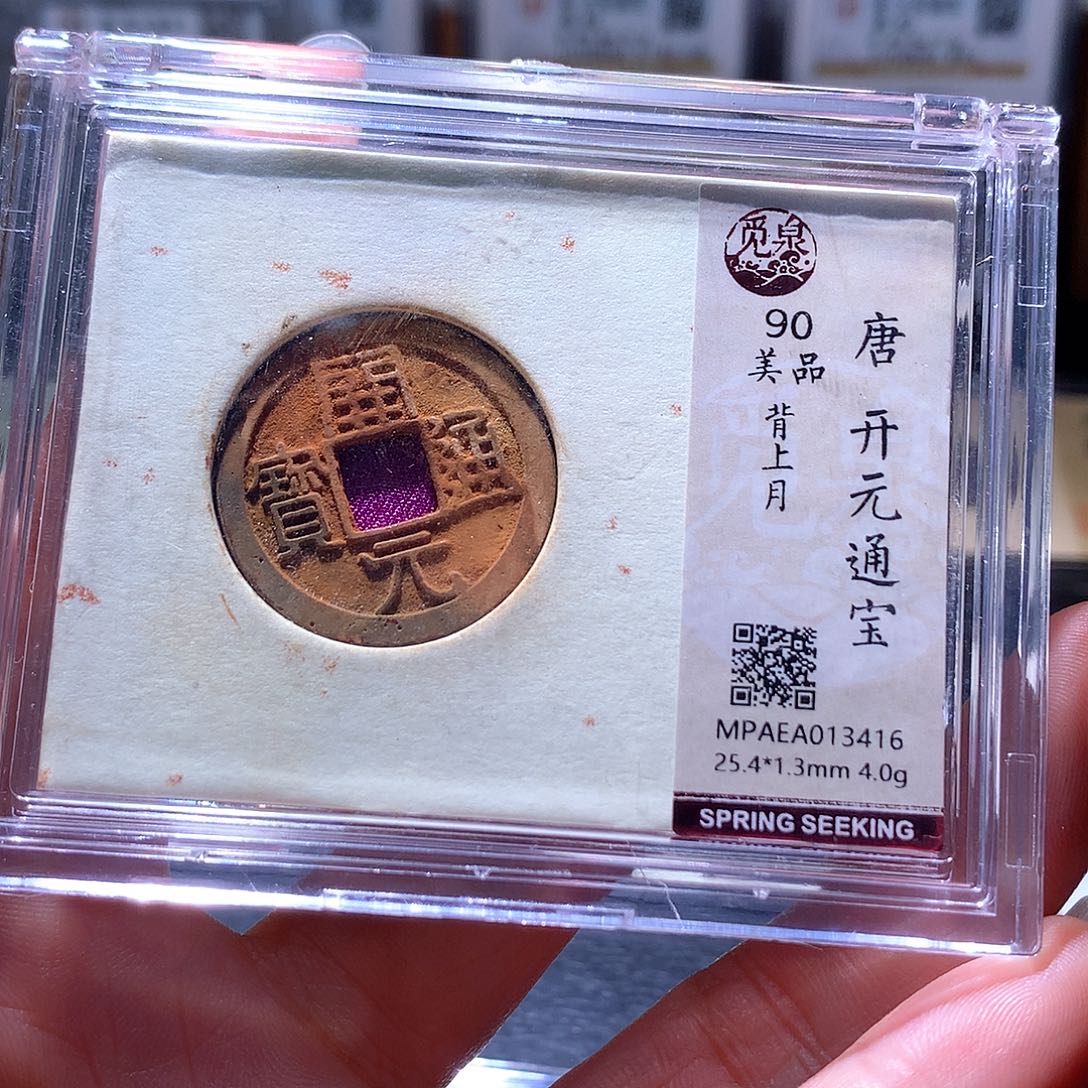 開
通
寶
元
觅泉
90
美品
背上月
唐 开元通宝
MPAEA013416
25.4*1.3mm 4.0g
SPRING SEEKING